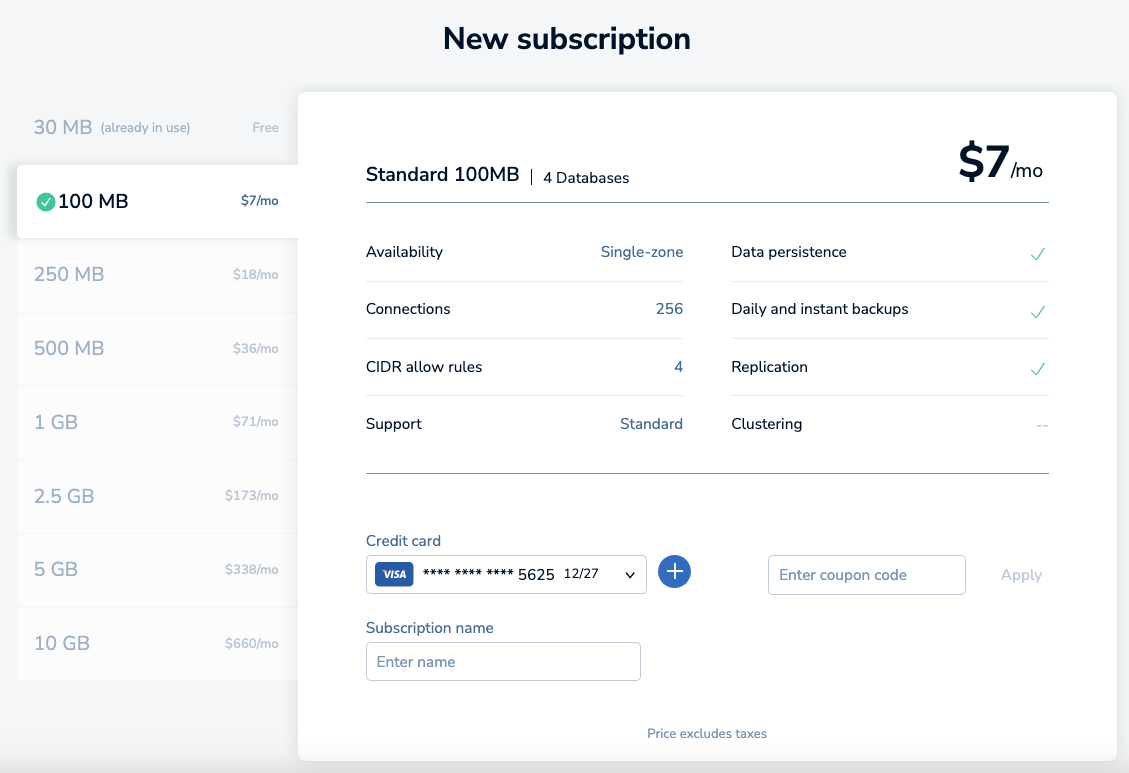 New subscription
30 MB (already in use) Free
100 MB $7/mo
250 MB $18/mo
500 MB $36/mo
1 GB $71/mo
2.5 GB $173/mo
5 GB $338/mo
10 GB $660/mo
Standard 100MB | 4 Databases $7/mo
Availability Single-zone
Connections 256
CIDR allow rules 4
Support Standard
Data persistence
Daily and instant backups
Replication
Clustering --
Credit card
VISA **** **** **** 5625 12/27
Enter coupon code Apply
Subscription name
Enter name
Price excludes taxes